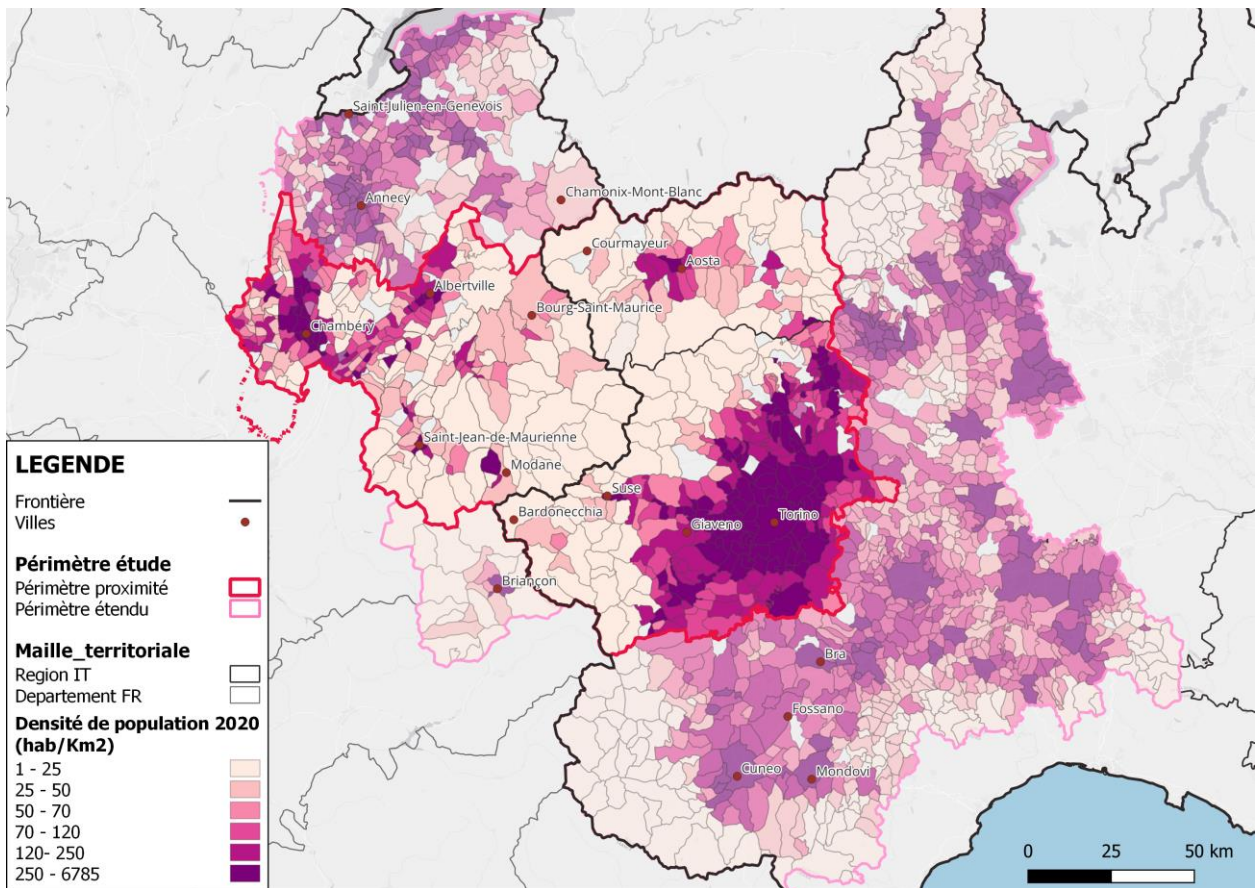 Saint-Julien-en-Genevois
Annecy
Chamonix-Mont-Blanc
Courmayeur
Aosta
Albertville
Bourg-Saint-Maurice
Chambéry
Saint-Jean-de-Maurienne
Modane
Suse
Bardonecchia
Giaveno
Torino
Briançon
Bra
Fossano
Cuneo
Mondovi
LEGENDE
Frontière
Villes
Périmètre étude
Périmètre proximité
Périmètre étendu
Maille_territoriale
Region IT
Departement FR
Densité de population 2020
(hab/Km2)
1 - 25
25 - 50
50 - 70
70 - 120
120- 250
250 - 6785
0 25 50 km